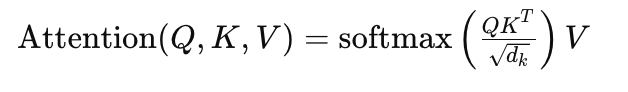 Attention(Q, K, V) = softmax(QK^T / √d_k) V